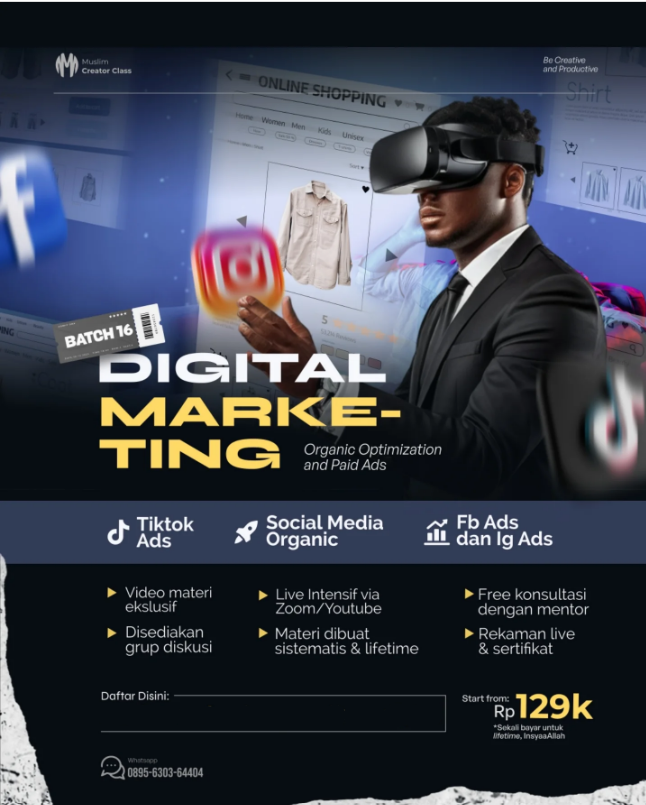 Muslim
Creator Class
Be Creative
and Productive
ONLINE SHOPPING
Shirt
Home Women Men Kids Unisex
BATCH 16
DIGITAL
MARKE-
TING
Organic Optimization
and Paid Ads
Tiktok
Ads
Social Media
Organic
Fb Ads
dan Ig Ads
Video materi
ekslusif
Live Intensif via
Zoom/Youtube
Free konsultasi
dengan mentor
Disediakan
grup diskusi
Materi dibuat
sistematis & lifetime
Rekaman live
& sertifikat
Daftar Disini:
Start from:
Rp 129k
*Sekali bayar untuk
lifetime, InsyaaAllah
Whatsapp
0895-6303-64404